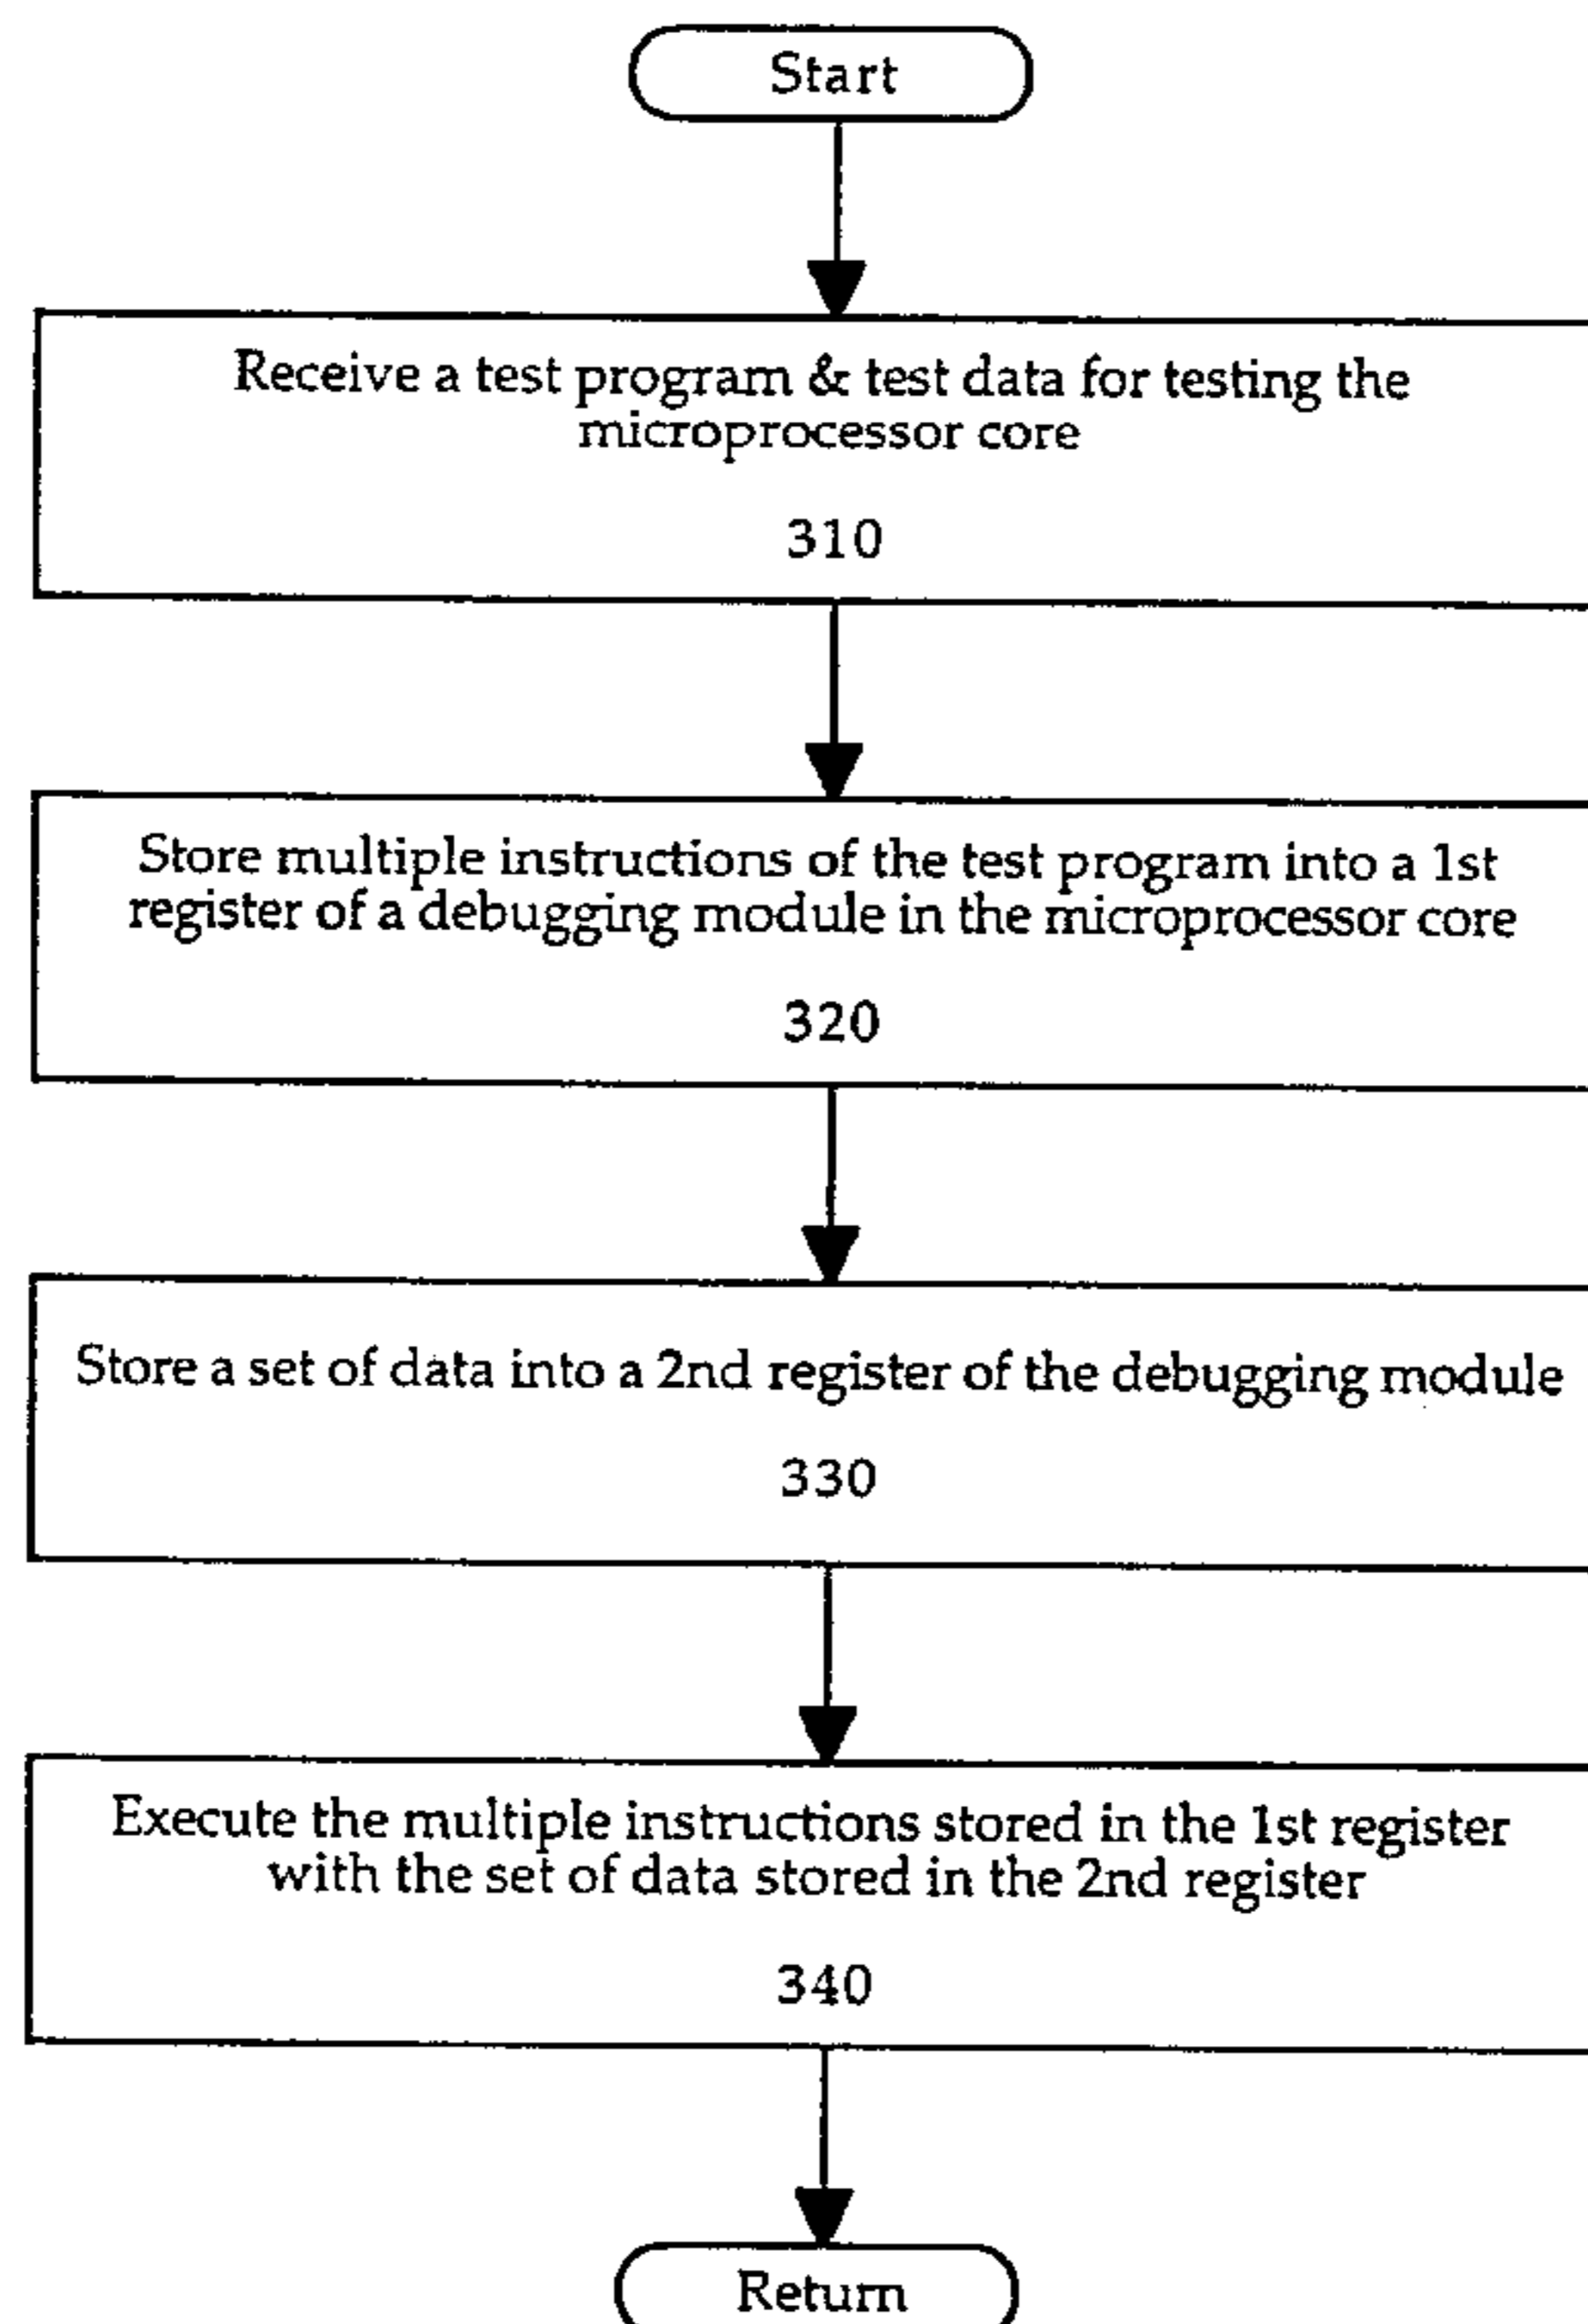 Start
Receive a test program & test data for testing the
microprocessor core
310
Store multiple instructions of the test program into a 1st
register of a debugging module in the microprocessor core
320
Store a set of data into a 2nd register of the debugging module
330
Execute the multiple instructions stored in the 1st register
with the set of data stored in the 2nd register
340
Return